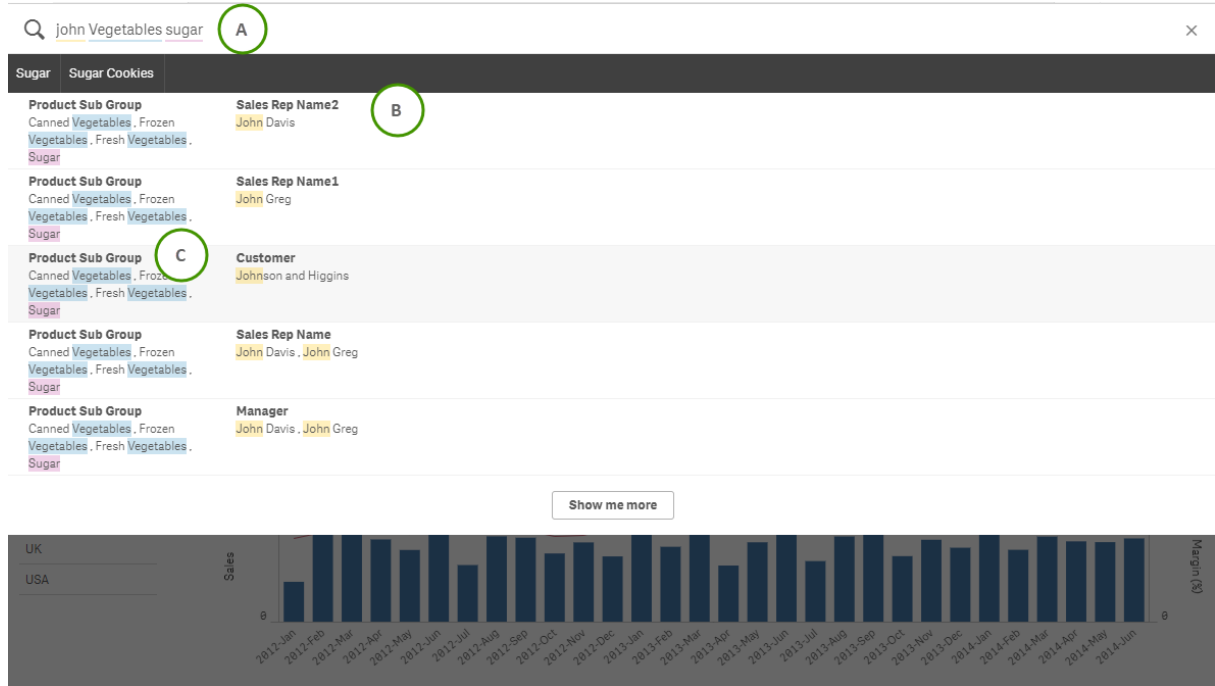 john Vegetables sugar
A
Sugar Sugar Cookies
Product Sub Group
Canned Vegetables , Frozen
Vegetables , Fresh Vegetables ,
Sugar
Sales Rep Name2
John Davis
B
Product Sub Group
Canned Vegetables , Frozen
Vegetables , Fresh Vegetables ,
Sugar
Sales Rep Name1
John Greg
Product Sub Group
C
Canned Vegetables , Frozen
Vegetables , Fresh Vegetables ,
Sugar
Customer
Johnson and Higgins
Product Sub Group
Canned Vegetables , Frozen
Vegetables , Fresh Vegetables ,
Sugar
Sales Rep Name
John Davis , John Greg
Product Sub Group
Canned Vegetables , Frozen
Vegetables , Fresh Vegetables ,
Sugar
Manager
John Davis , John Greg
Show me more
UK
USA
Sales
0
2012-Jan
2012-Feb
2012-Mar
2012-Apr
2012-May
2012-Jun
2012-Jul
2012-Aug
2012-Sep
2012-Oct
2012-Nov
2012-Dec
2013-Jan
2013-Feb
2013-Mar
2013-Apr
2013-May
2013-Jun
2013-Jul
2013-Aug
2013-Sep
2013-Oct
2013-Nov
2013-Dec
2014-Jan
2014-Feb
2014-Mar
2014-Apr
2014-May
2014-Jun
0
Margin (%)